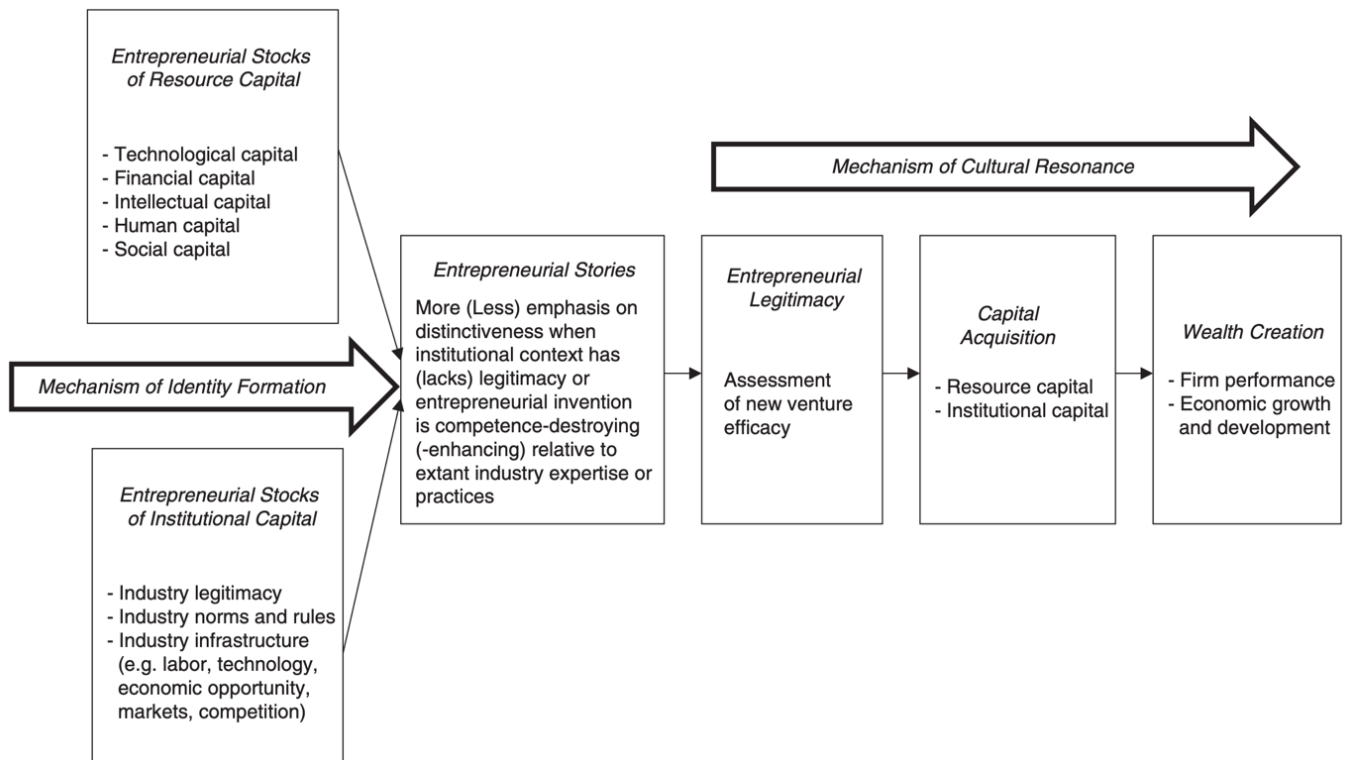 Entrepreneurial Stocks
of Resource Capital
- Technological capital
- Financial capital
- Intellectual capital
- Human capital
- Social capital
Mechanism of Identity Formation
Entrepreneurial Stocks
of Institutional Capital
- Industry legitimacy
- Industry norms and rules
- Industry infrastructure
(e.g. labor, technology,
economic opportunity,
markets, competition)
Entrepreneurial Stories
More (Less) emphasis on
distinctiveness when
institutional context has
(lacks) legitimacy or
entrepreneurial invention
is competence-destroying
(-enhancing) relative to
extant industry expertise or
practices
Mechanism of Cultural Resonance
Entrepreneurial
Legitimacy
Assessment
of new venture
efficacy
Capital
Acquisition
- Resource capital
- Institutional capital
Wealth Creation
- Firm performance
- Economic growth
and development